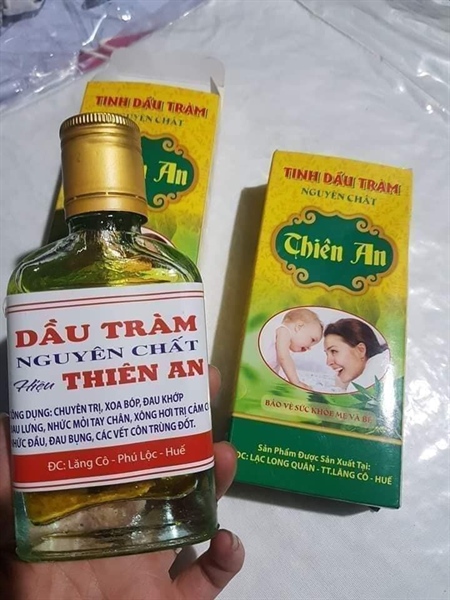 TINH DẦU TRÀM
NGUYÊN CHẤT
Thiên An
TINH DẦU TRÀM
NGUYÊN CHẤT
Thiên An
BẢO VỆ SỨC KHỎE MẸ VÀ BÉ
Sản Phẩm Được Sản Xuất Tại:
ĐC: LẠC LONG QUÂN - TT.LĂNG CÔ - HUẾ
DẦU TRÀM
NGUYÊN CHẤT
Hiệu THIÊN AN
CÔNG DỤNG: CHUYÊN TRỊ, XOA BÓP, ĐAU KHỚP
ĐAU LƯNG, NHỨC MỎI TAY CHÂN, XÔNG HƠI TRỊ CẢM
NHỨC ĐẦU, ĐAU BỤNG, CÁC VẾT CÔN TRÙNG ĐỐT.
ĐC: Lăng Cô - Phú Lộc - Huế